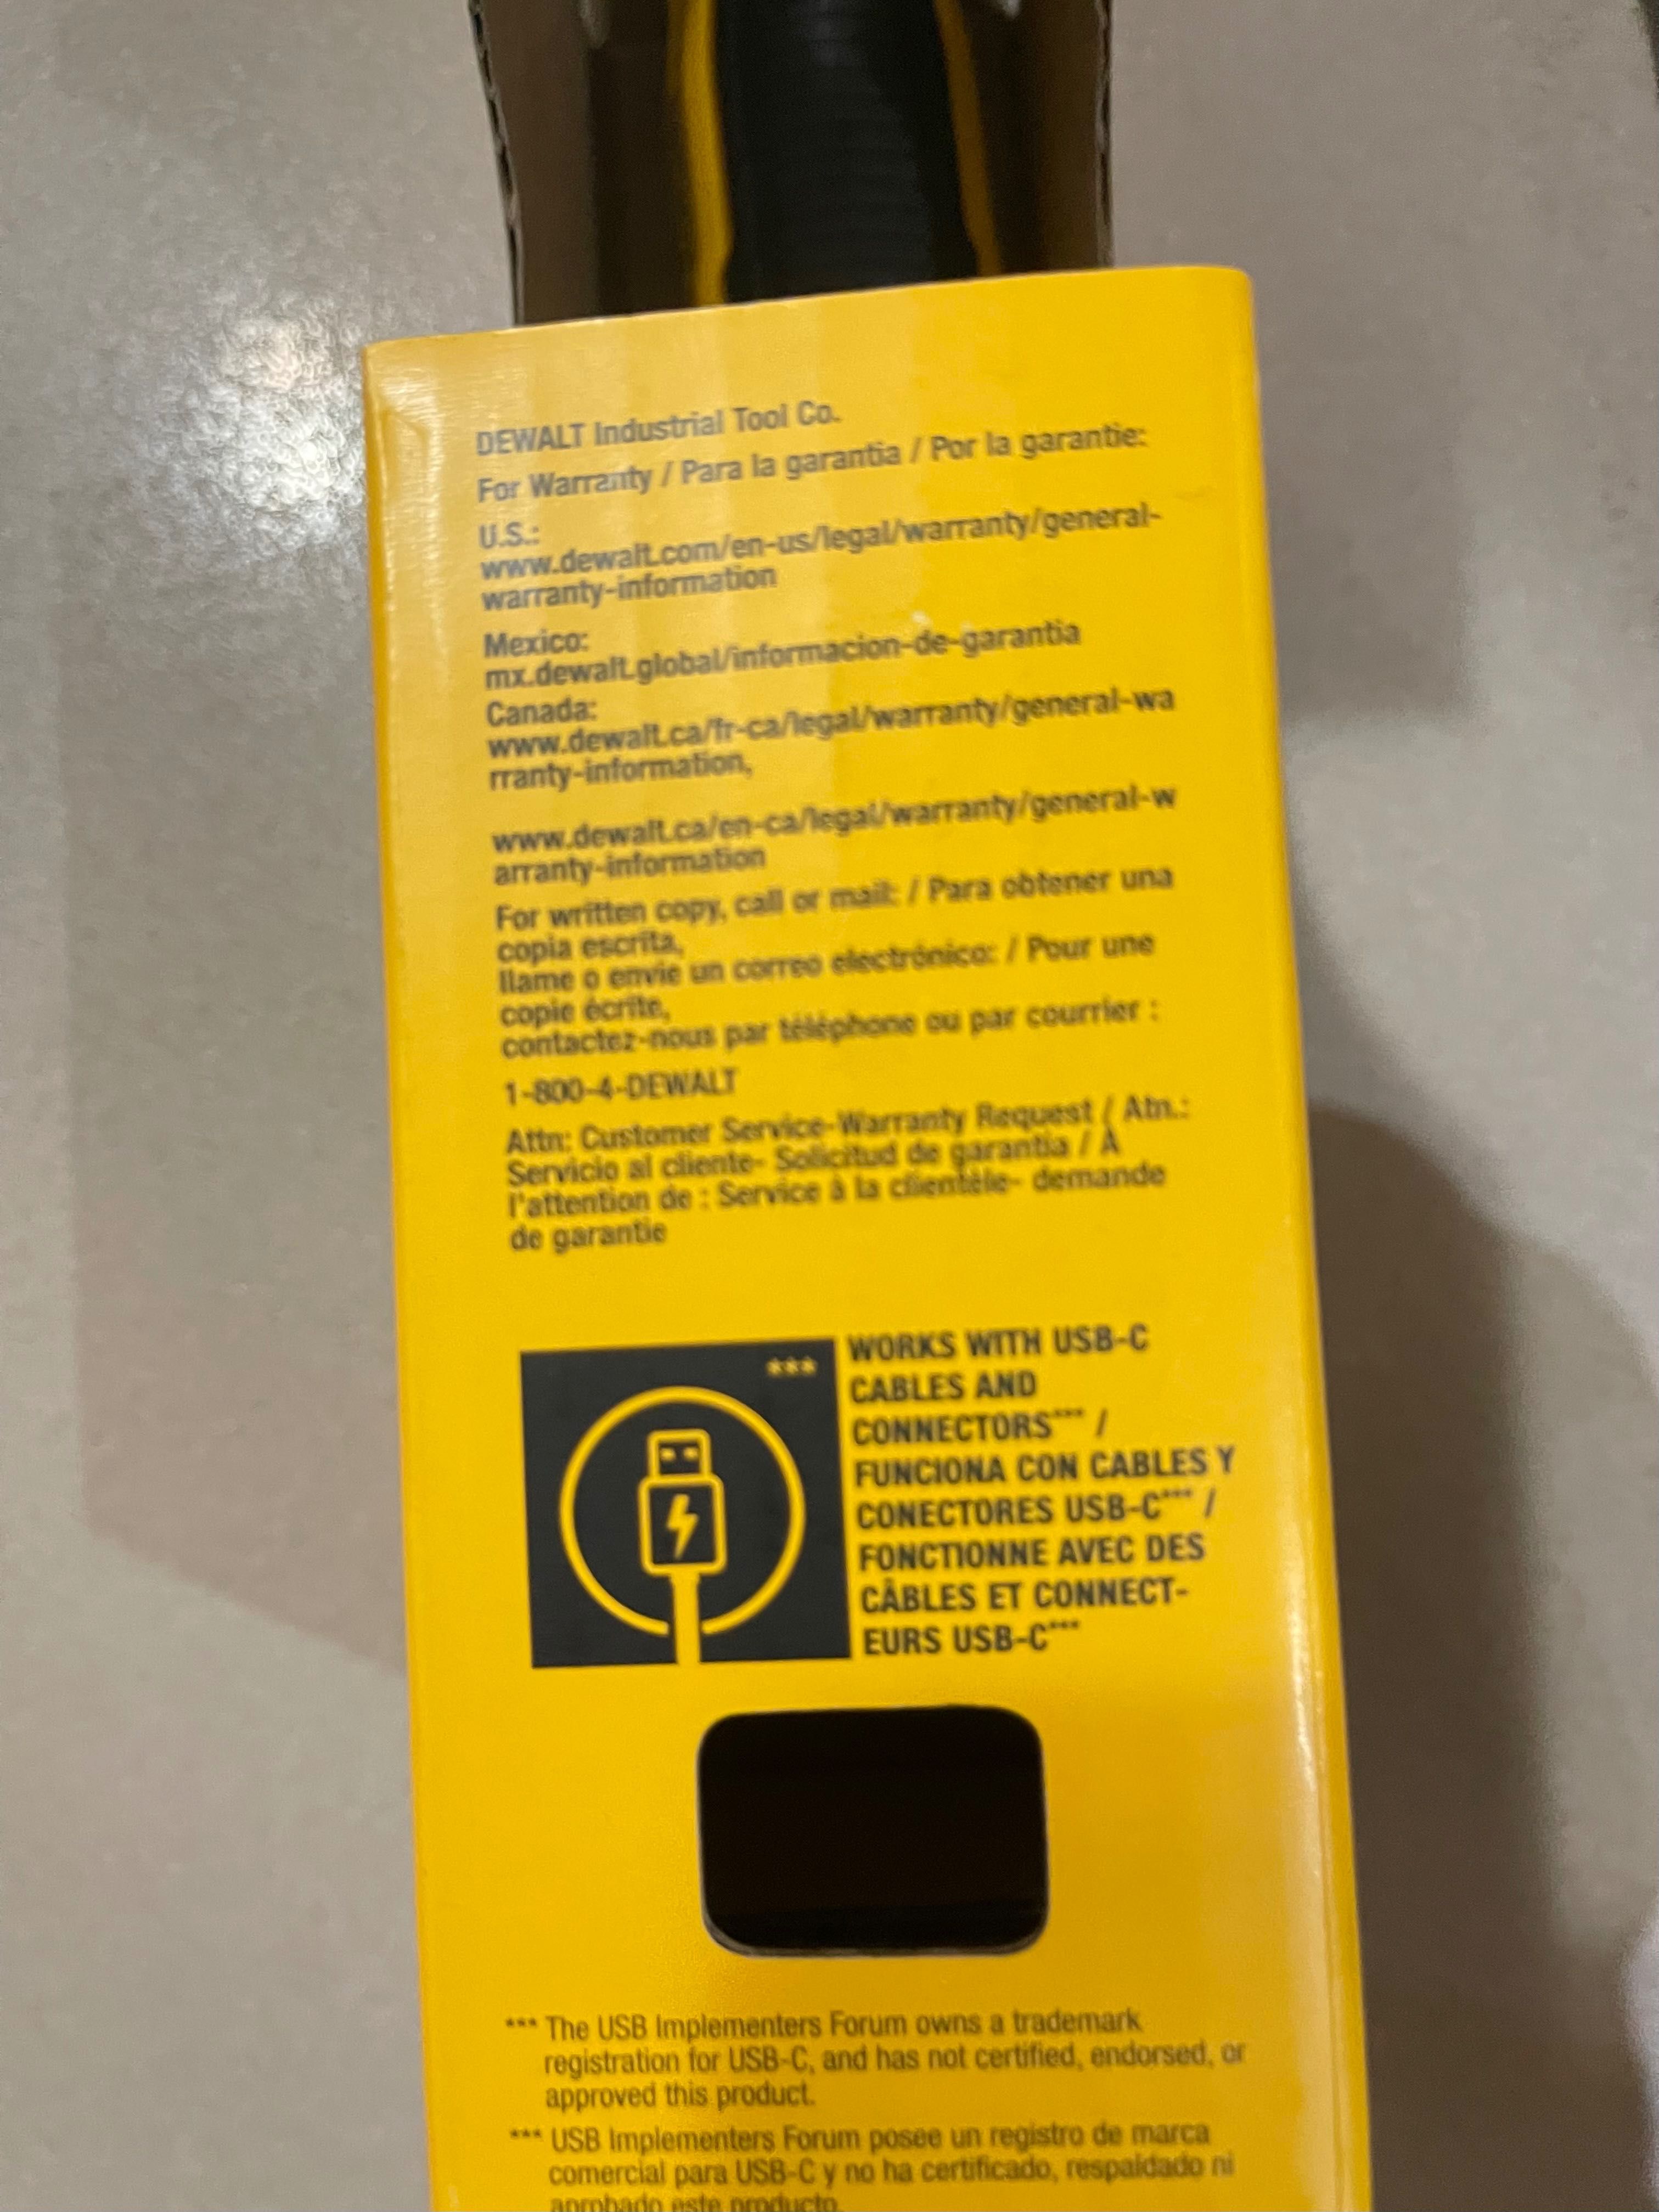 DEWALT Industrial Tool Co.
For Warranty / Para la garantia / Por la garantie:
U.S.:
www.dewalt.com/en-us/legal/warranty/general-
warranty-information
Mexico:
mx.dewalt.global/informacion-de-garantia
Canada:
www.dewalt.ca/fr-ca/legal/warranty/general-wa
rranty-information,
www.dewalt.ca/en-ca/legal/warranty/general-w
arranty-information
For written copy, call or mail: / Para obtener una
copia escrita,
llame o envie un correo electrónico: / Pour une
copie écrite,
contactez-nous par téléphone ou par courrier :
1-800-4-DEWALT
Attn: Customer Service-Warranty Request / Atn.:
Servicio al cliente- Solicitud de garantia / À
l'attention de : Service à la clientèle- demande
de garantie
***
WORKS WITH USB-C
CABLES AND
CONNECTORS*** /
FUNCIONA CON CABLES Y
CONECTORES USB-C*** /
FONCTIONNE AVEC DES
CÂBLES ET CONNECT-
EURS USB-C***
*** The USB Implementers Forum owns a trademark
registration for USB-C, and has not certified, endorsed, or
approved this product.
*** USB Implementers Forum posee un registro de marca
comercial para USB-C y no ha certificado, respaldado ni
aprobado este producto.